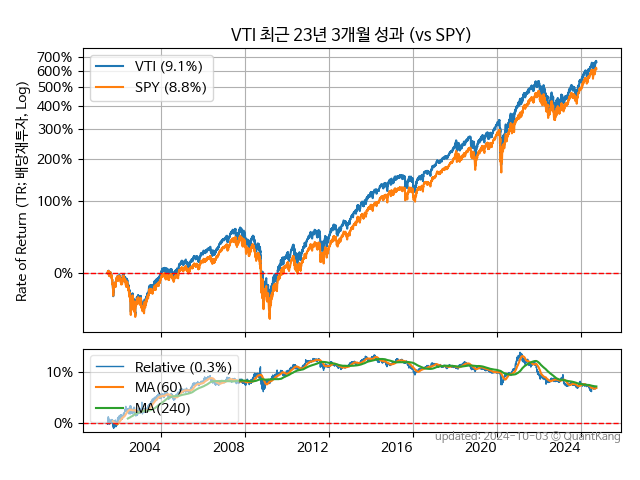 VTI 최근 23년 3개월 성과 (vs SPY)
Rate of Return (TR; 배당재투자, Log)
700%
600%
500%
400%
300%
200%
100%
0%
VTI (9.1%)
SPY (8.8%)
10%
0%
Relative (0.3%)
MA(60)
MA(240)
2004
2008
2012
2016
2020
2024
updated: 2024-10-03 © QuantKang